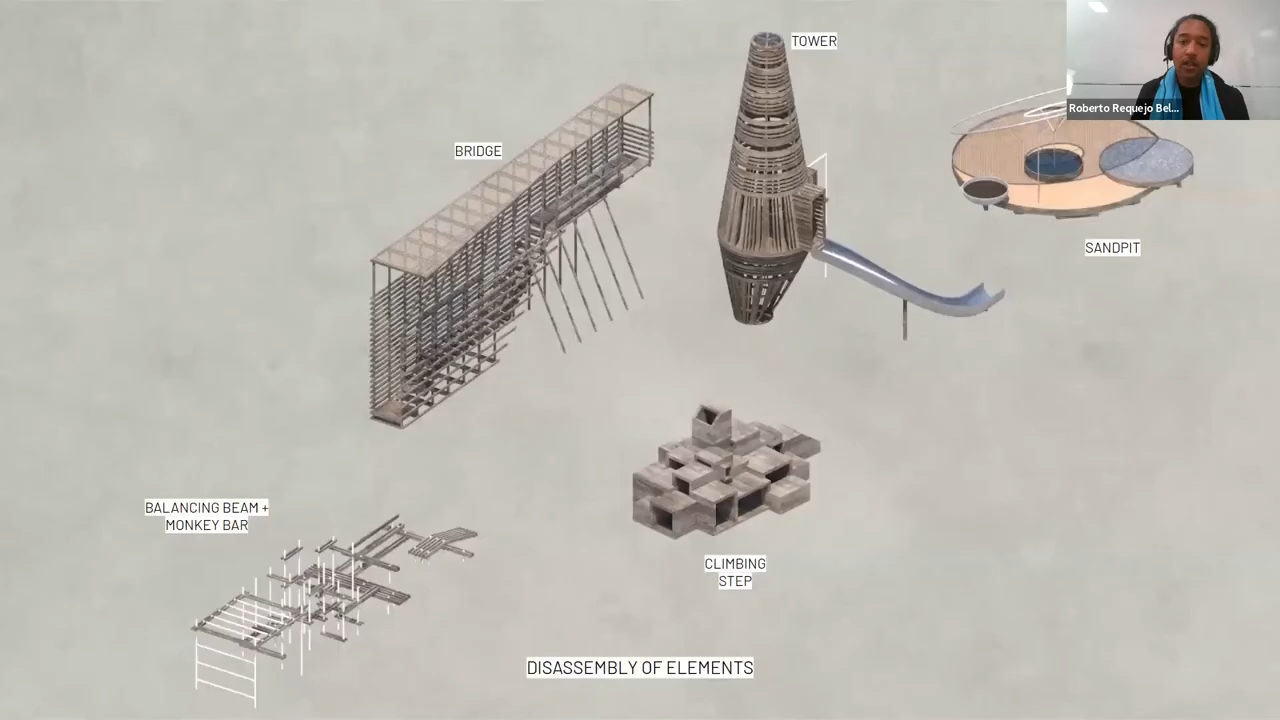 TOWER
Roberto Requejo Bel...
BRIDGE
SANDPIT
BALANCING BEAM +
MONKEY BAR
CLIMBING
STEP
DISASSEMBLY OF ELEMENTS